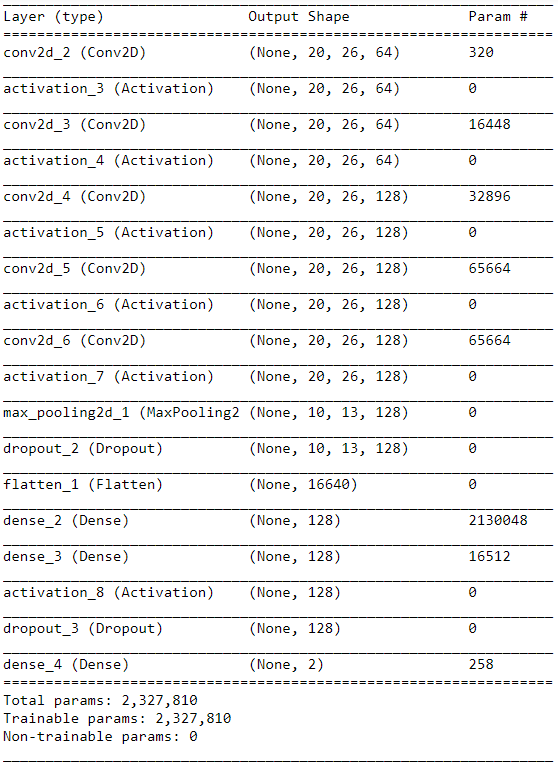 Layer (type) Output Shape Param #
conv2d_2 (Conv2D) (None, 20, 26, 64) 320
activation_3 (Activation) (None, 20, 26, 64) 0
conv2d_3 (Conv2D) (None, 20, 26, 64) 16448
activation_4 (Activation) (None, 20, 26, 64) 0
conv2d_4 (Conv2D) (None, 20, 26, 128) 32896
activation_5 (Activation) (None, 20, 26, 128) 0
conv2d_5 (Conv2D) (None, 20, 26, 128) 65664
activation_6 (Activation) (None, 20, 26, 128) 0
conv2d_6 (Conv2D) (None, 20, 26, 128) 65664
activation_7 (Activation) (None, 20, 26, 128) 0
max_pooling2d_1 (MaxPooling2 (None, 10, 13, 128) 0
dropout_2 (Dropout) (None, 10, 13, 128) 0
flatten_1 (Flatten) (None, 16640) 0
dense_2 (Dense) (None, 128) 2130048
dense_3 (Dense) (None, 128) 16512
activation_8 (Activation) (None, 128) 0
dropout_3 (Dropout) (None, 128) 0
dense_4 (Dense) (None, 2) 258
Total params: 2,327,810
Trainable params: 2,327,810
Non-trainable params: 0